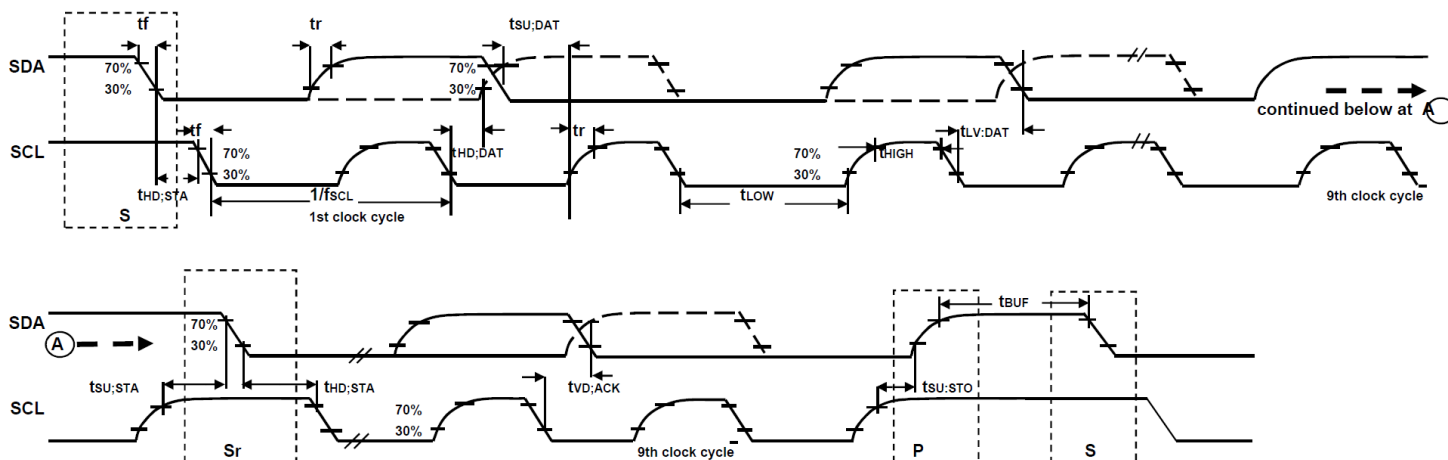 tf tr tSU;DAT
SDA 70% 70%
30% 30%
continued below at A
tf tr tLV:DAT
SCL 70% tHD;DAT 70% tHIGH
30% 30%
tHD;STA 1/fSCL tLOW
S 1st clock cycle 9th clock cycle
tBUF
SDA 70%
A 30%
tSU;STA tHD;STA tVD;ACK tSU:STO
SCL 70%
30%
Sr 9th clock cycle P S